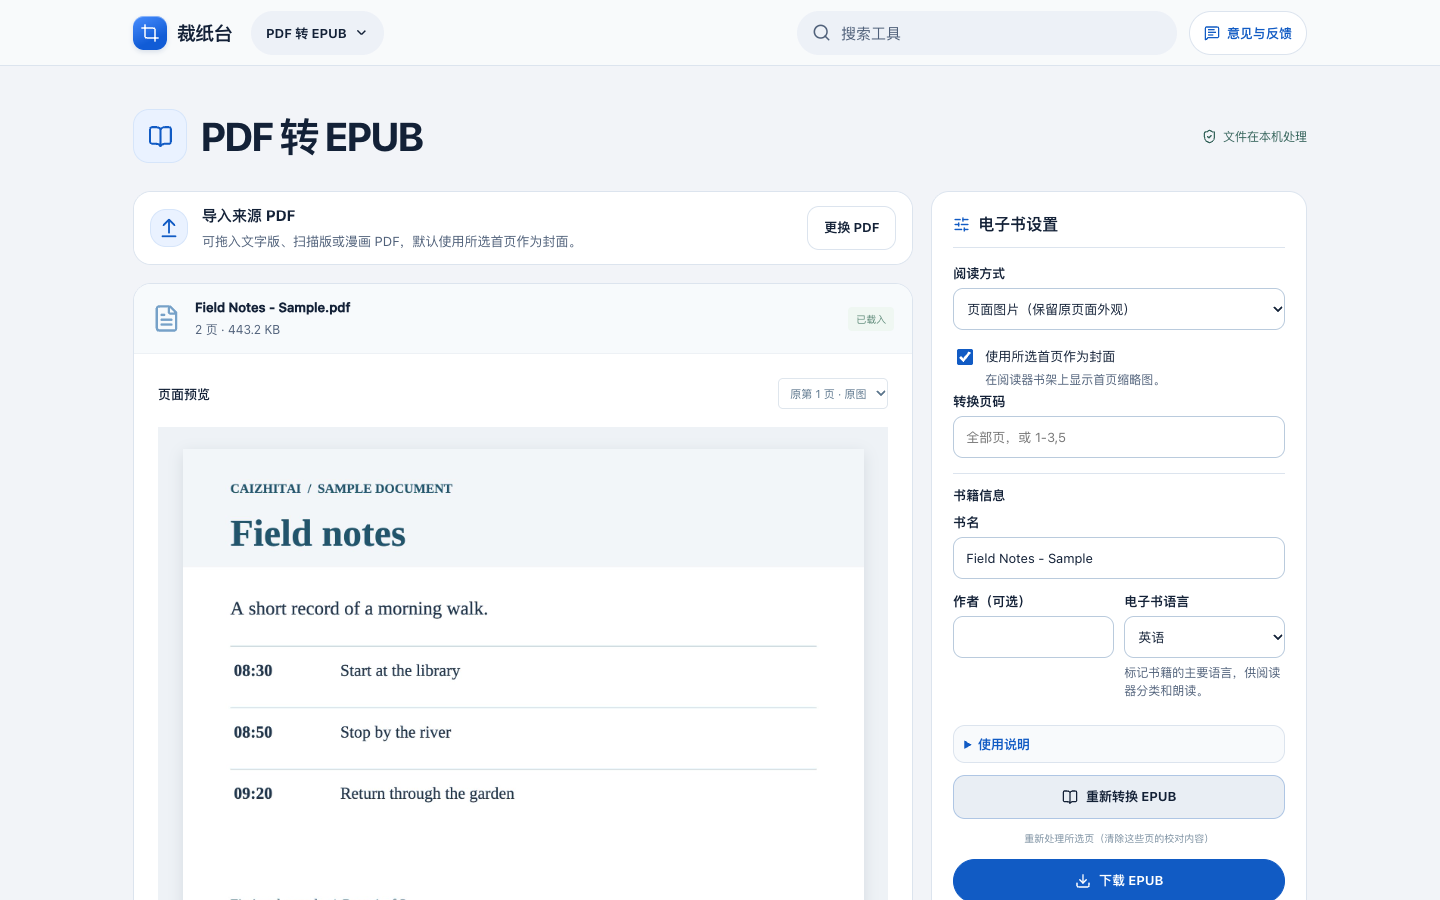 裁纸台
PDF 转 EPUB
搜索工具
意见与反馈
PDF 转 EPUB
文件在本机处理
导入来源 PDF
可拖入文字版、扫描版或漫画 PDF，默认使用所选首页作为封面。
更换 PDF
Field Notes - Sample.pdf
2 页 · 443.2 KB
已载入
页面预览
原第 1 页 · 原图
CAIZHITAI / SAMPLE DOCUMENT
Field notes
A short record of a morning walk.
08:30 Start at the library
08:50 Stop by the river
09:20 Return through the garden
电子书设置
阅读方式
页面图片（保留原页面外观）
使用所选首页作为封面
在阅读器书架上显示首页缩略图。
转换页码
全部页，或 1-3,5
书籍信息
书名
Field Notes - Sample
作者（可选）
电子书语言
英语
标记书籍的主要语言，供阅读
器分类和朗读。
使用说明
重新转换 EPUB
重新处理所选页（清除这些页的校对内容）
下载 EPUB